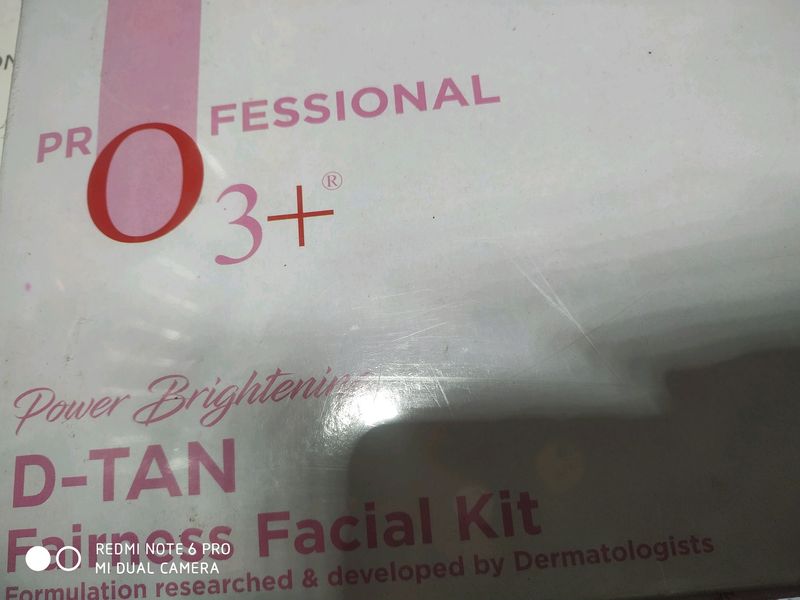 PROFESSIONAL
O3+®
Power Brightening
D-TAN
Fairness Facial Kit
Formulation researched & developed by Dermatologists
REDMI NOTE 6 PRO
MI DUAL CAMERA